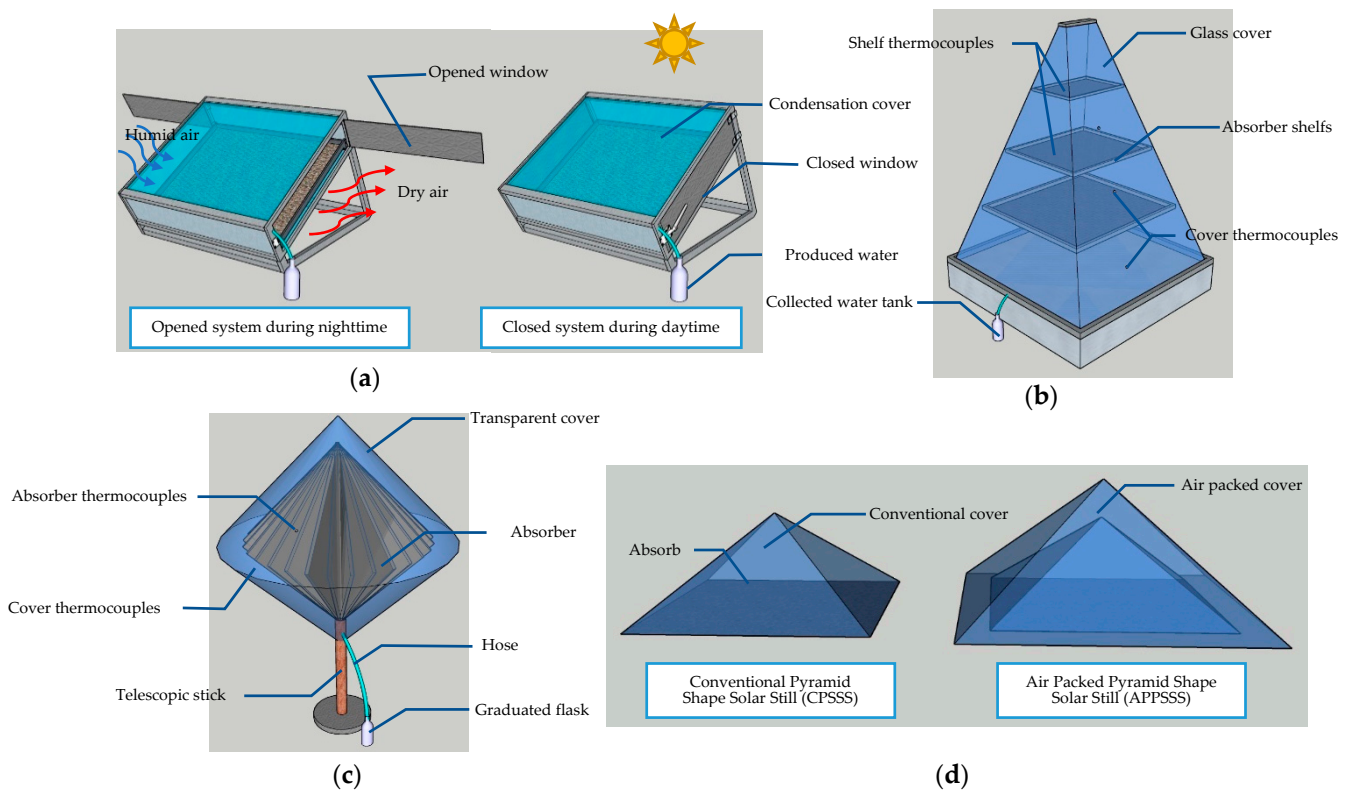 Opened window
Humid air
Dry air
Opened system during nighttime
Condensation cover
Closed window
Produced water
Closed system during daytime
(a)
Shelf thermocouples
Glass cover
Absorber shelfs
Cover thermocouples
Collected water tank
(b)
Transparent cover
Absorber thermocouples
Absorber
Cover thermocouples
Hose
Telescopic stick
Graduated flask
(c)
Air packed cover
Conventional cover
Absorb
Conventional Pyramid
Shape Solar Still (CPSSS)
Air Packed Pyramid Shape
Solar Still (APPSSS)
(d)